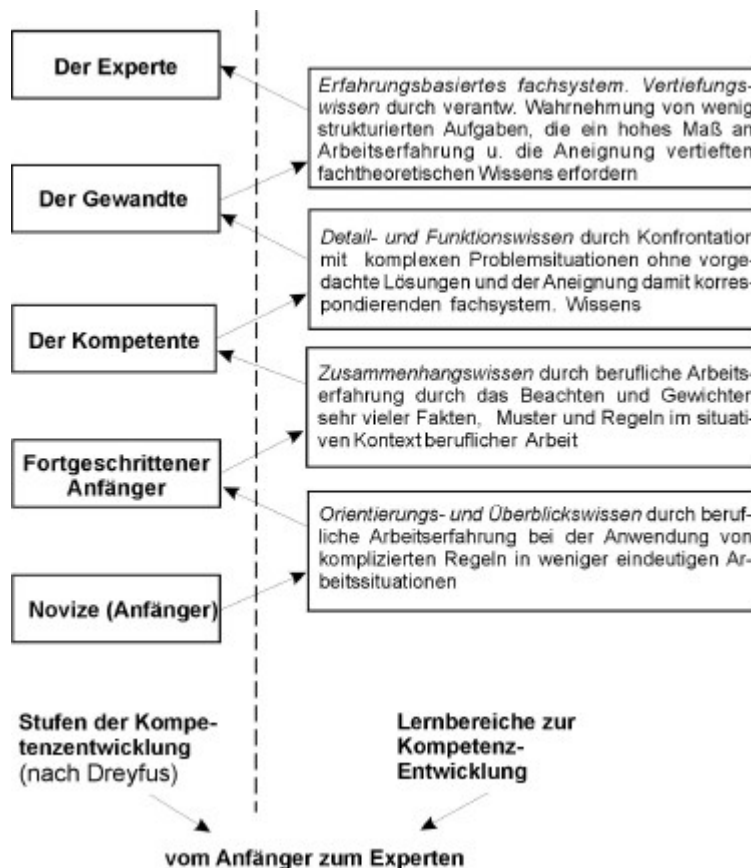 Der Experte
Erfahrungsbasiertes fachsystem. Vertiefungs-
wissen durch verantw. Wahrnehmung von wenig
strukturierten Aufgaben, die ein hohes Maß an
Arbeitserfahrung u. die Aneignung vertieften
fachtheoretischen Wissens erfordern
Der Gewandte
Detail- und Funktionswissen durch Konfrontation
mit komplexen Problemsituationen ohne vorge-
dachte Lösungen und der Aneignung damit korres-
pondierenden fachsystem. Wissens
Der Kompetente
Zusammenhangswissen durch berufliche Arbeits-
erfahrung durch das Beachten und Gewichten
sehr vieler Fakten, Muster und Regeln im situati-
ven Kontext beruflicher Arbeit
Fortgeschrittener
Anfänger
Orientierungs- und Überblickswissen durch beruf-
liche Arbeitserfahrung bei der Anwendung von
komplizierten Regeln in weniger eindeutigen Ar-
beitssituationen
Novize (Anfänger)
Stufen der Kompe-
tenzentwicklung
(nach Dreyfus)
Lernbereiche zur
Kompetenz-
Entwicklung
vom Anfänger zum Experten